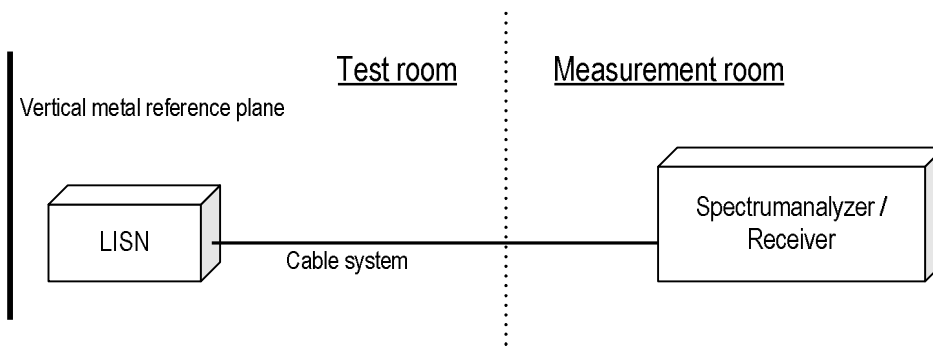 Test room
Measurement room
Vertical metal reference plane
LISN
Cable system
Spectrumanalyzer /
Receiver